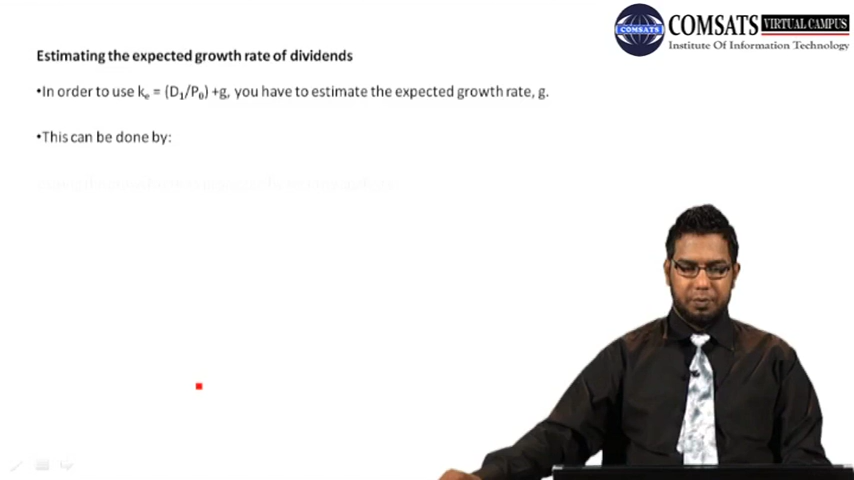 COMSATS VIRTUAL CAMPUS
COMSATS
Institute Of Information Technology
Estimating the expected growth rate of dividends
•In order to use kₑ = (D₁/P₀) +g, you have to estimate the expected growth rate, g.
•This can be done by: